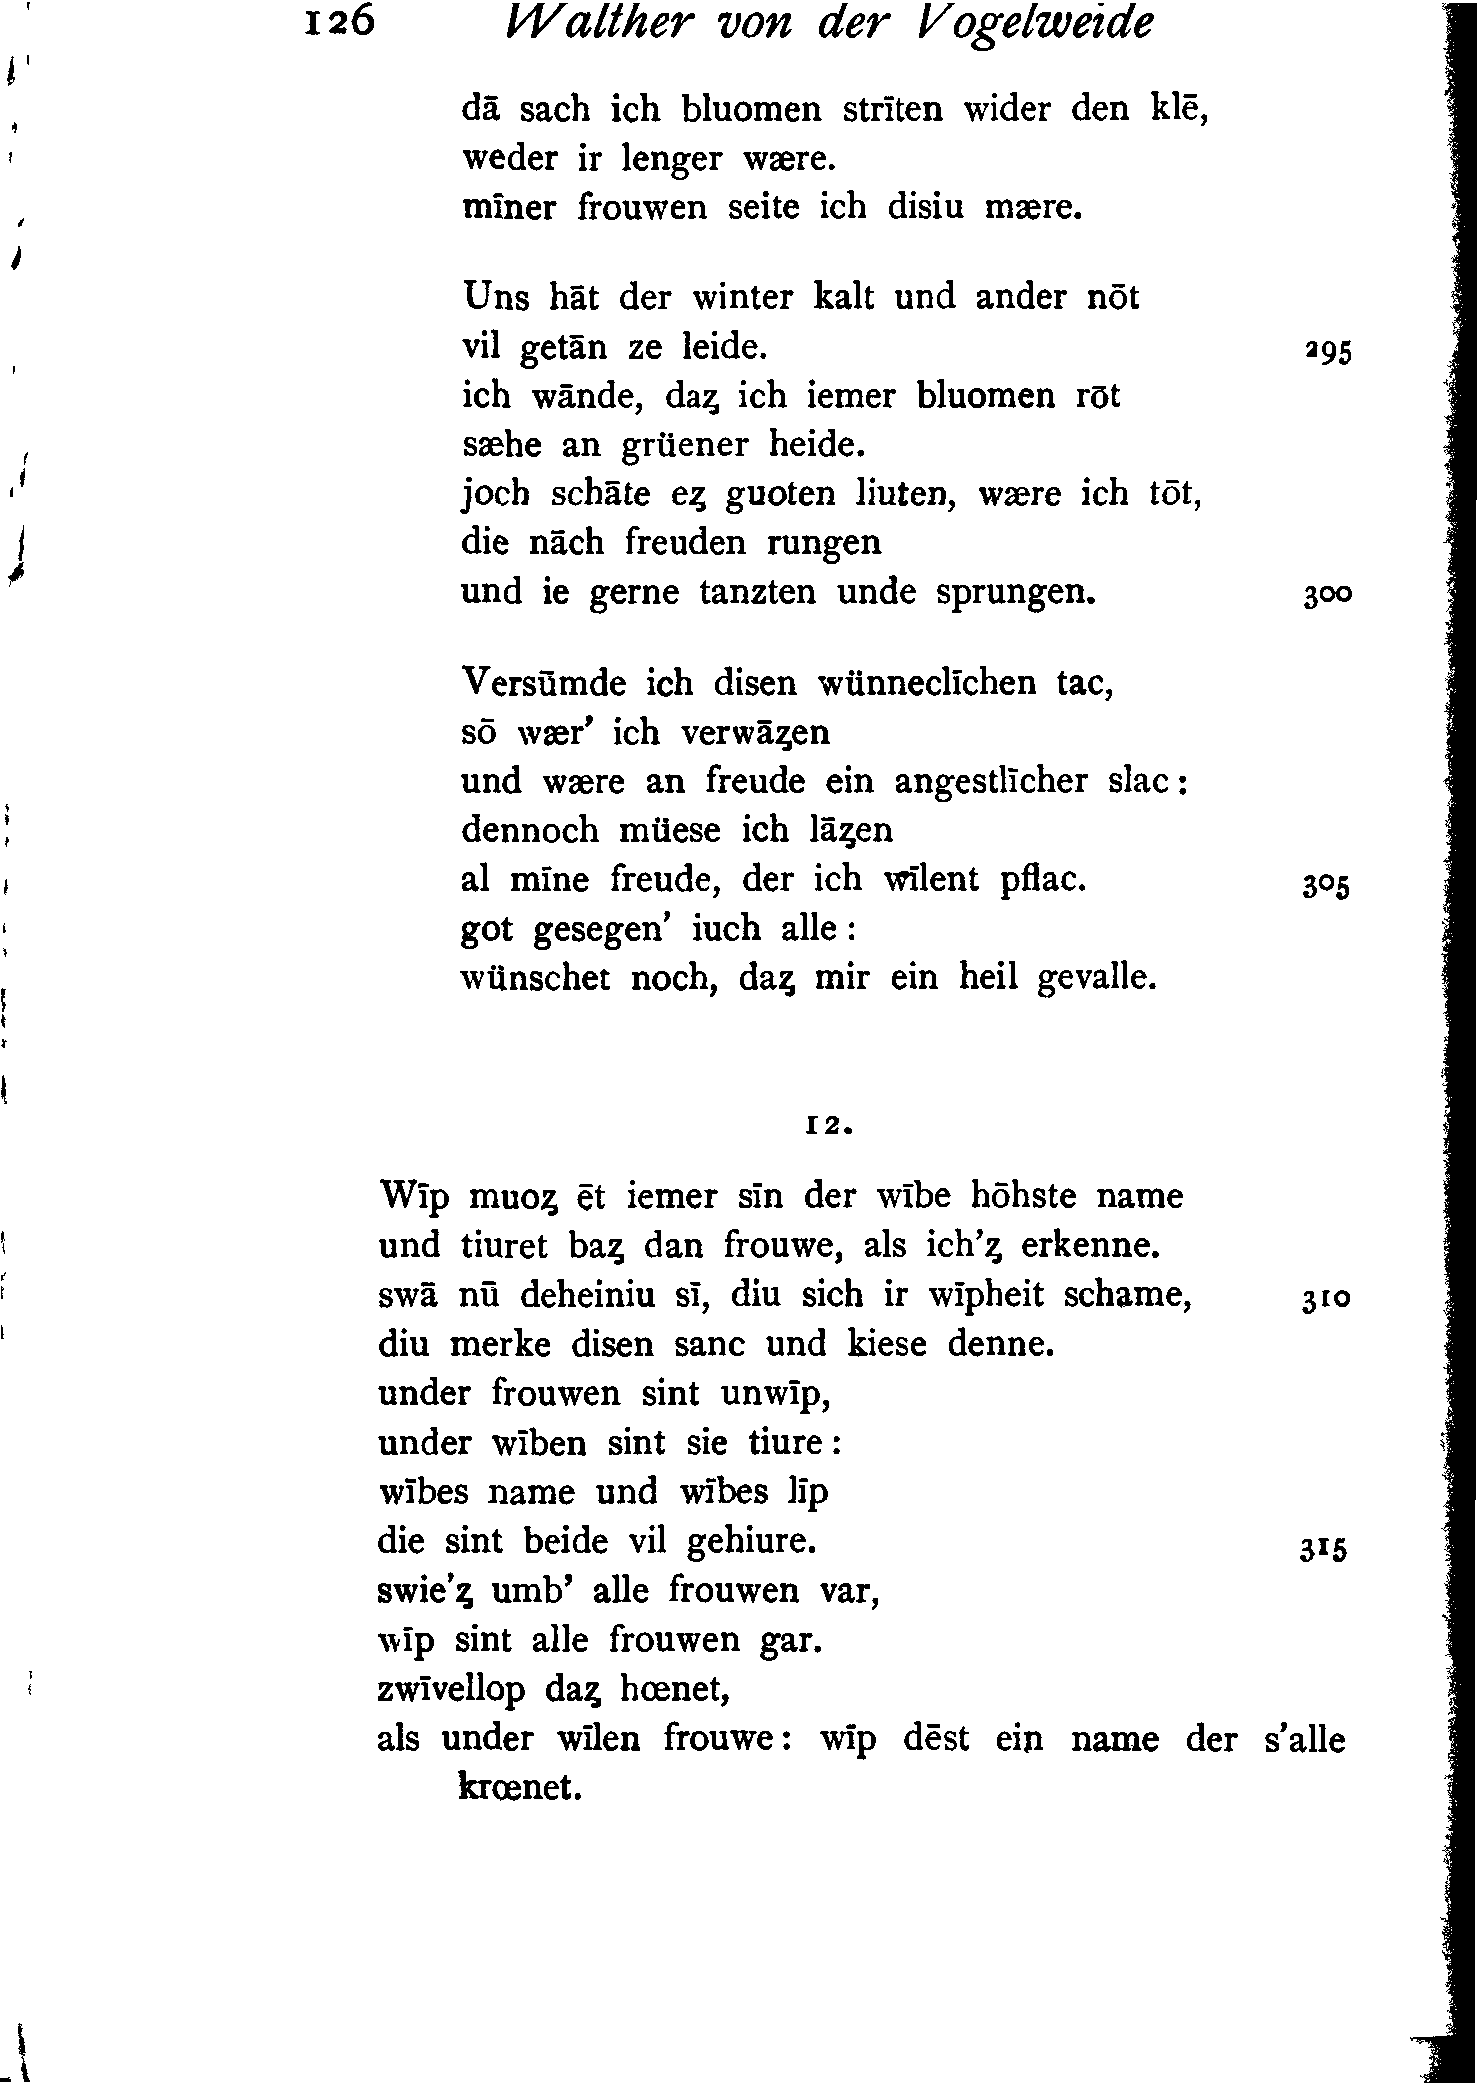 126 Walther von der Vogelweide
dā sach ich bluomen strīten wider den klē,
weder ir lenger wære.
mīner frouwen seite ich disiu mære.
Uns hāt der winter kalt und ander nōt
vil getān ze leide. 295
ich wānde, daȥ ich iemer bluomen rōt
sæhe an grüener heide.
joch schāte eȥ guoten liuten, wære ich tōt,
die nāch freuden rungen
und ie gerne tanzten unde sprungen. 300
Versūmde ich disen wünneclīchen tac,
sō wær' ich verwāȥen
und wære an freude ein angestlīcher slac:
dennoch müese ich lāȥen
al mīne freude, der ich wīlent pflac. 305
got gesegen' iuch alle:
wünschet noch, daȥ mir ein heil gevalle.
12.
Wīp muoȥ ēt iemer sīn der wībe hōhste name
und tiuret baȥ dan frouwe, als ich'ȥ erkenne.
swā nū deheiniu sī, diu sich ir wīpheit schame, 310
diu merke disen sanc und kiese denne.
under frouwen sint unwīp,
under wīben sint sie tiure:
wībes name und wībes līp
die sint beide vil gehiure. 315
swie'ȥ umb' alle frouwen var,
wīp sint alle frouwen gar.
zwīvellop daȥ hœnet,
als under wīlen frouwe: wīp dēst ein name der s'alle
krœnet.